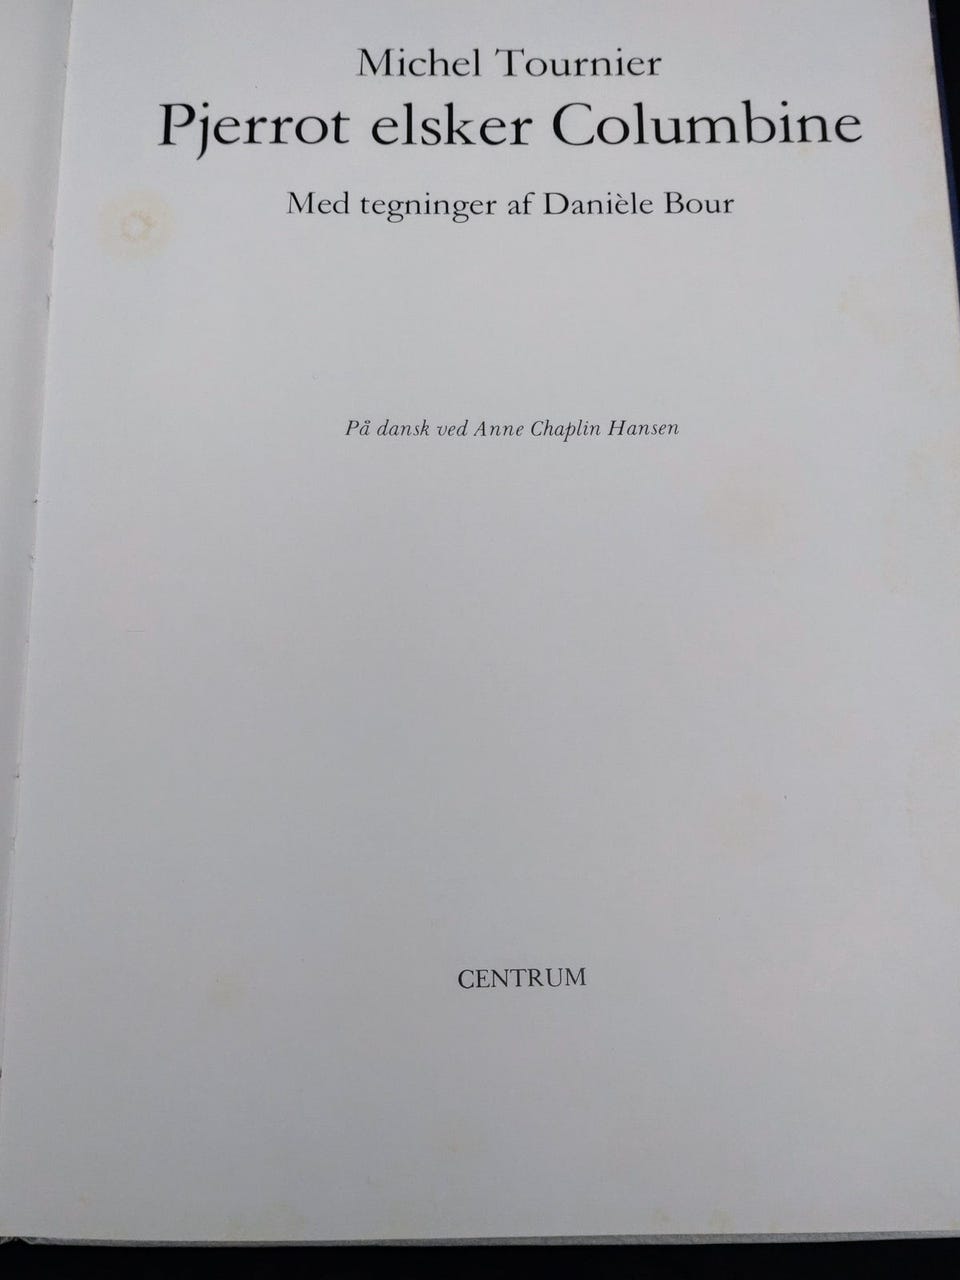 Michel Tournier
Pjerrot elsker Columbine
Med tegninger af Danièle Bour
På dansk ved Anne Chaplin Hansen
CENTRUM